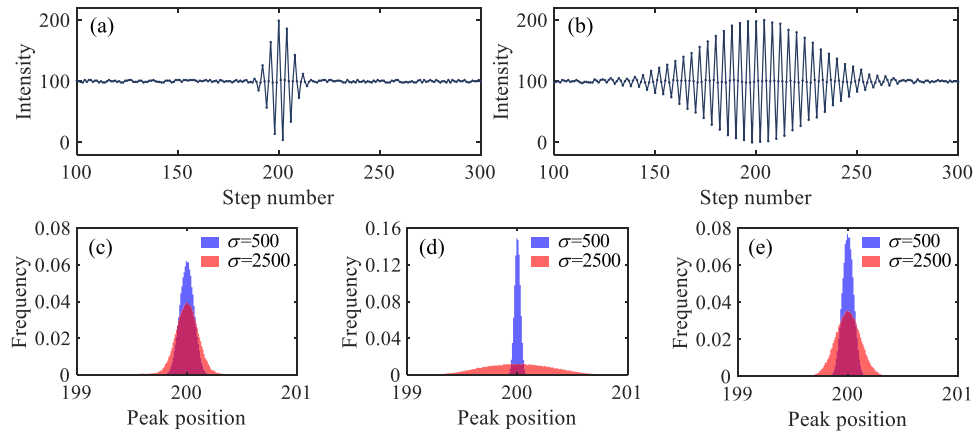 (a)
Intensity
200
100
0
100
150
200
250
300
Step number
(b)
Intensity
200
100
0
100
150
200
250
300
Step number
(c)
Frequency
0.08
0.06
0.04
0.02
0
199
200
201
Peak position
σ=500
σ=2500
(d)
Frequency
0.16
0.12
0.08
0.04
0
199
200
201
Peak position
σ=500
σ=2500
(e)
Frequency
0.08
0.06
0.04
0.02
0
199
200
201
Peak position
σ=500
σ=2500